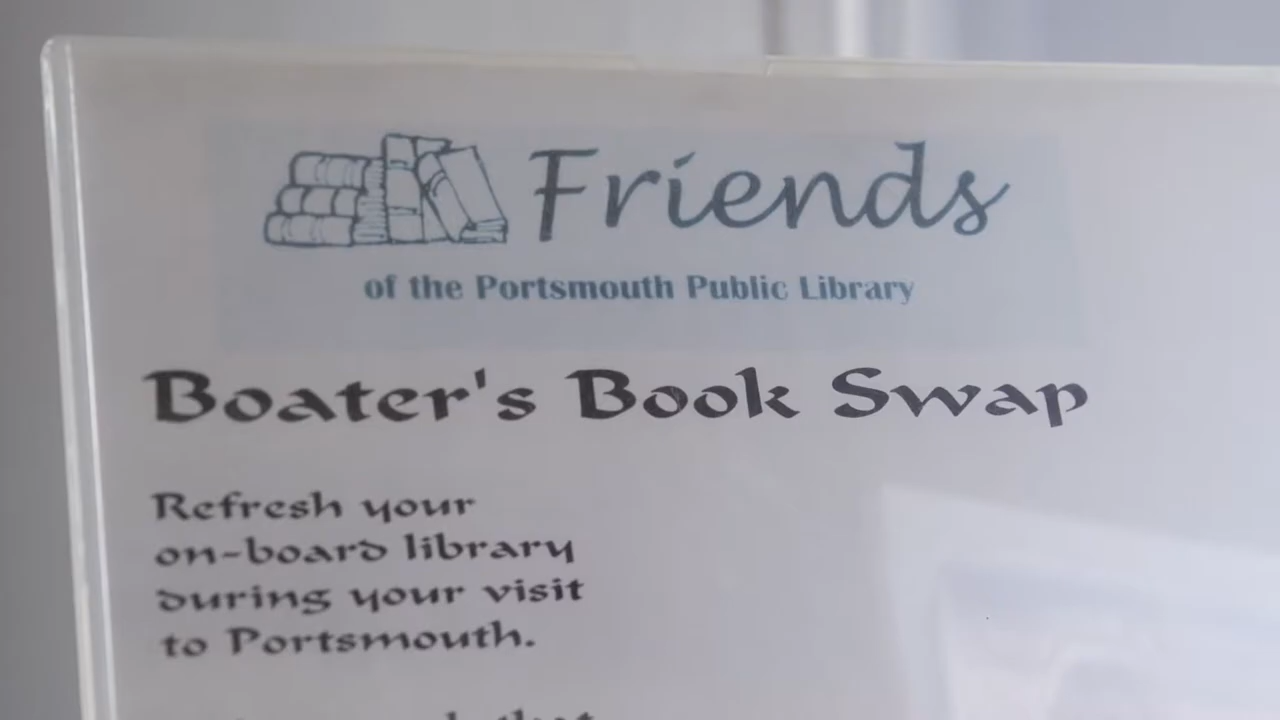 Friends
of the Portsmouth Public Library
Boater's Book Swap
Refresh your
on-board library
during your visit
to Portsmouth.
that